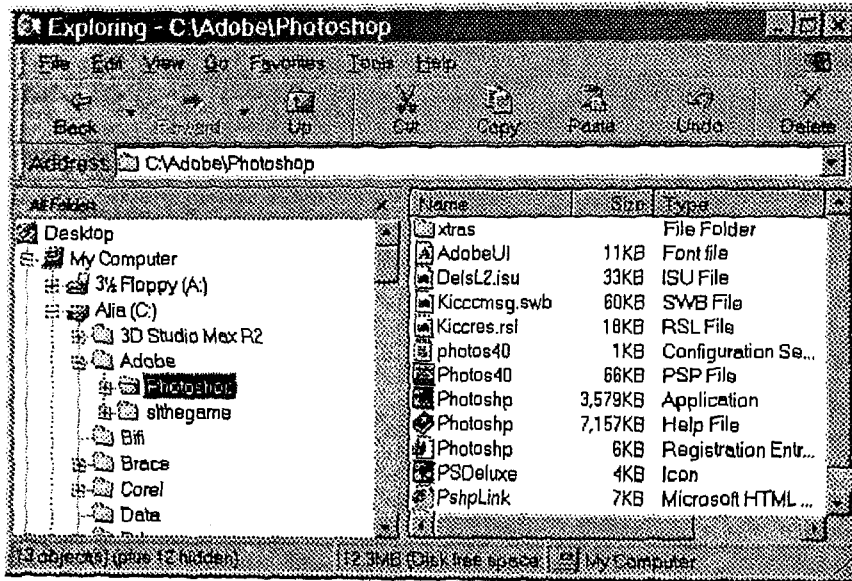 Exploring - C:\Adobe\Photoshop
File Edit View Go Favorites Tools Help
Back Forward Up Cut Copy Paste Undo Delete
Address C:\Adobe\Photoshop
All Folders
Desktop
My Computer
3½ Floppy (A:)
Alia (C:)
3D Studio Max R2
Adobe
Photoshop
slthegame
Bifi
Brace
Corel
Data
Name Size Type
xtras File Folder
AdobeUI 11KB Font file
DelsL2.isu 33KB ISU File
Kicccmsg.swb 60KB SWB File
Kiccres.rsl 18KB RSL File
photos40 1KB Configuration Se...
Photos40 66KB PSP File
Photoshp 3,579KB Application
Photoshp 7,157KB Help File
Photoshp 6KB Registration Entr...
PSDeluxe 4KB Icon
PshpLink 7KB Microsoft HTML ...
object(s) (plus 12 hidden) 12.3MB (Disk free space: My Computer